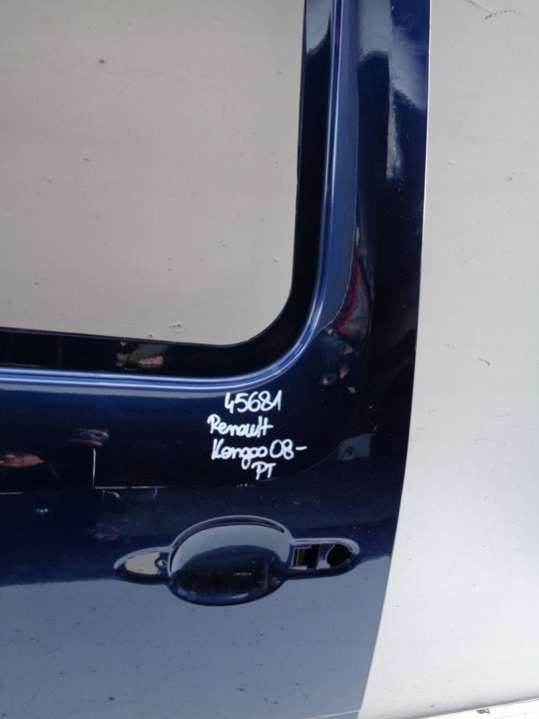 45681
Renault
Kangoo 08-
PT